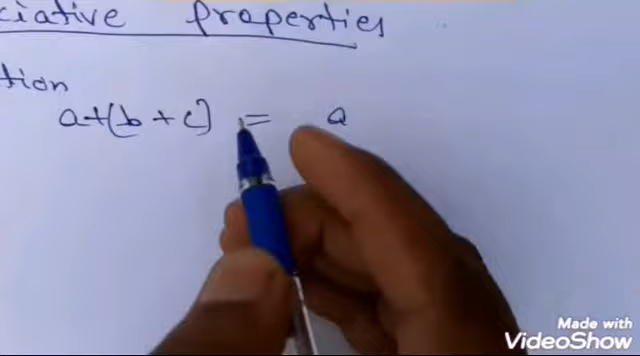 ciative properties
tion
a+(b+c) = a
Made with
VideoShow